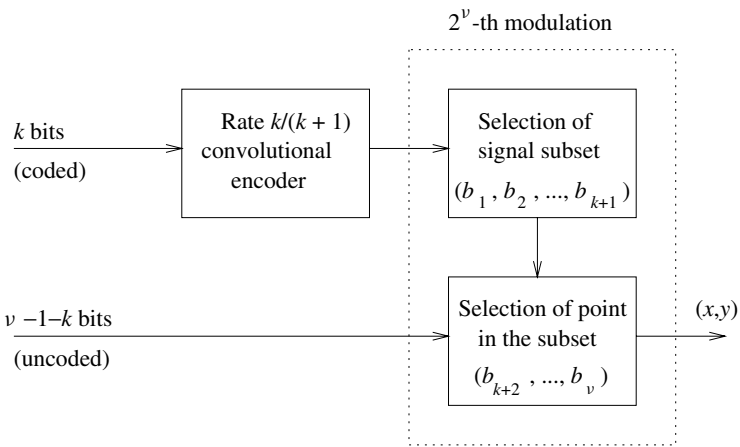 2^ν-th modulation
k bits
(coded)
Rate k/(k + 1)
convolutional
encoder
Selection of
signal subset
(b_1, b_2, ..., b_{k+1})
ν −1−k bits
(uncoded)
Selection of point
in the subset
(b_{k+2}, ..., b_ν)
(x,y)